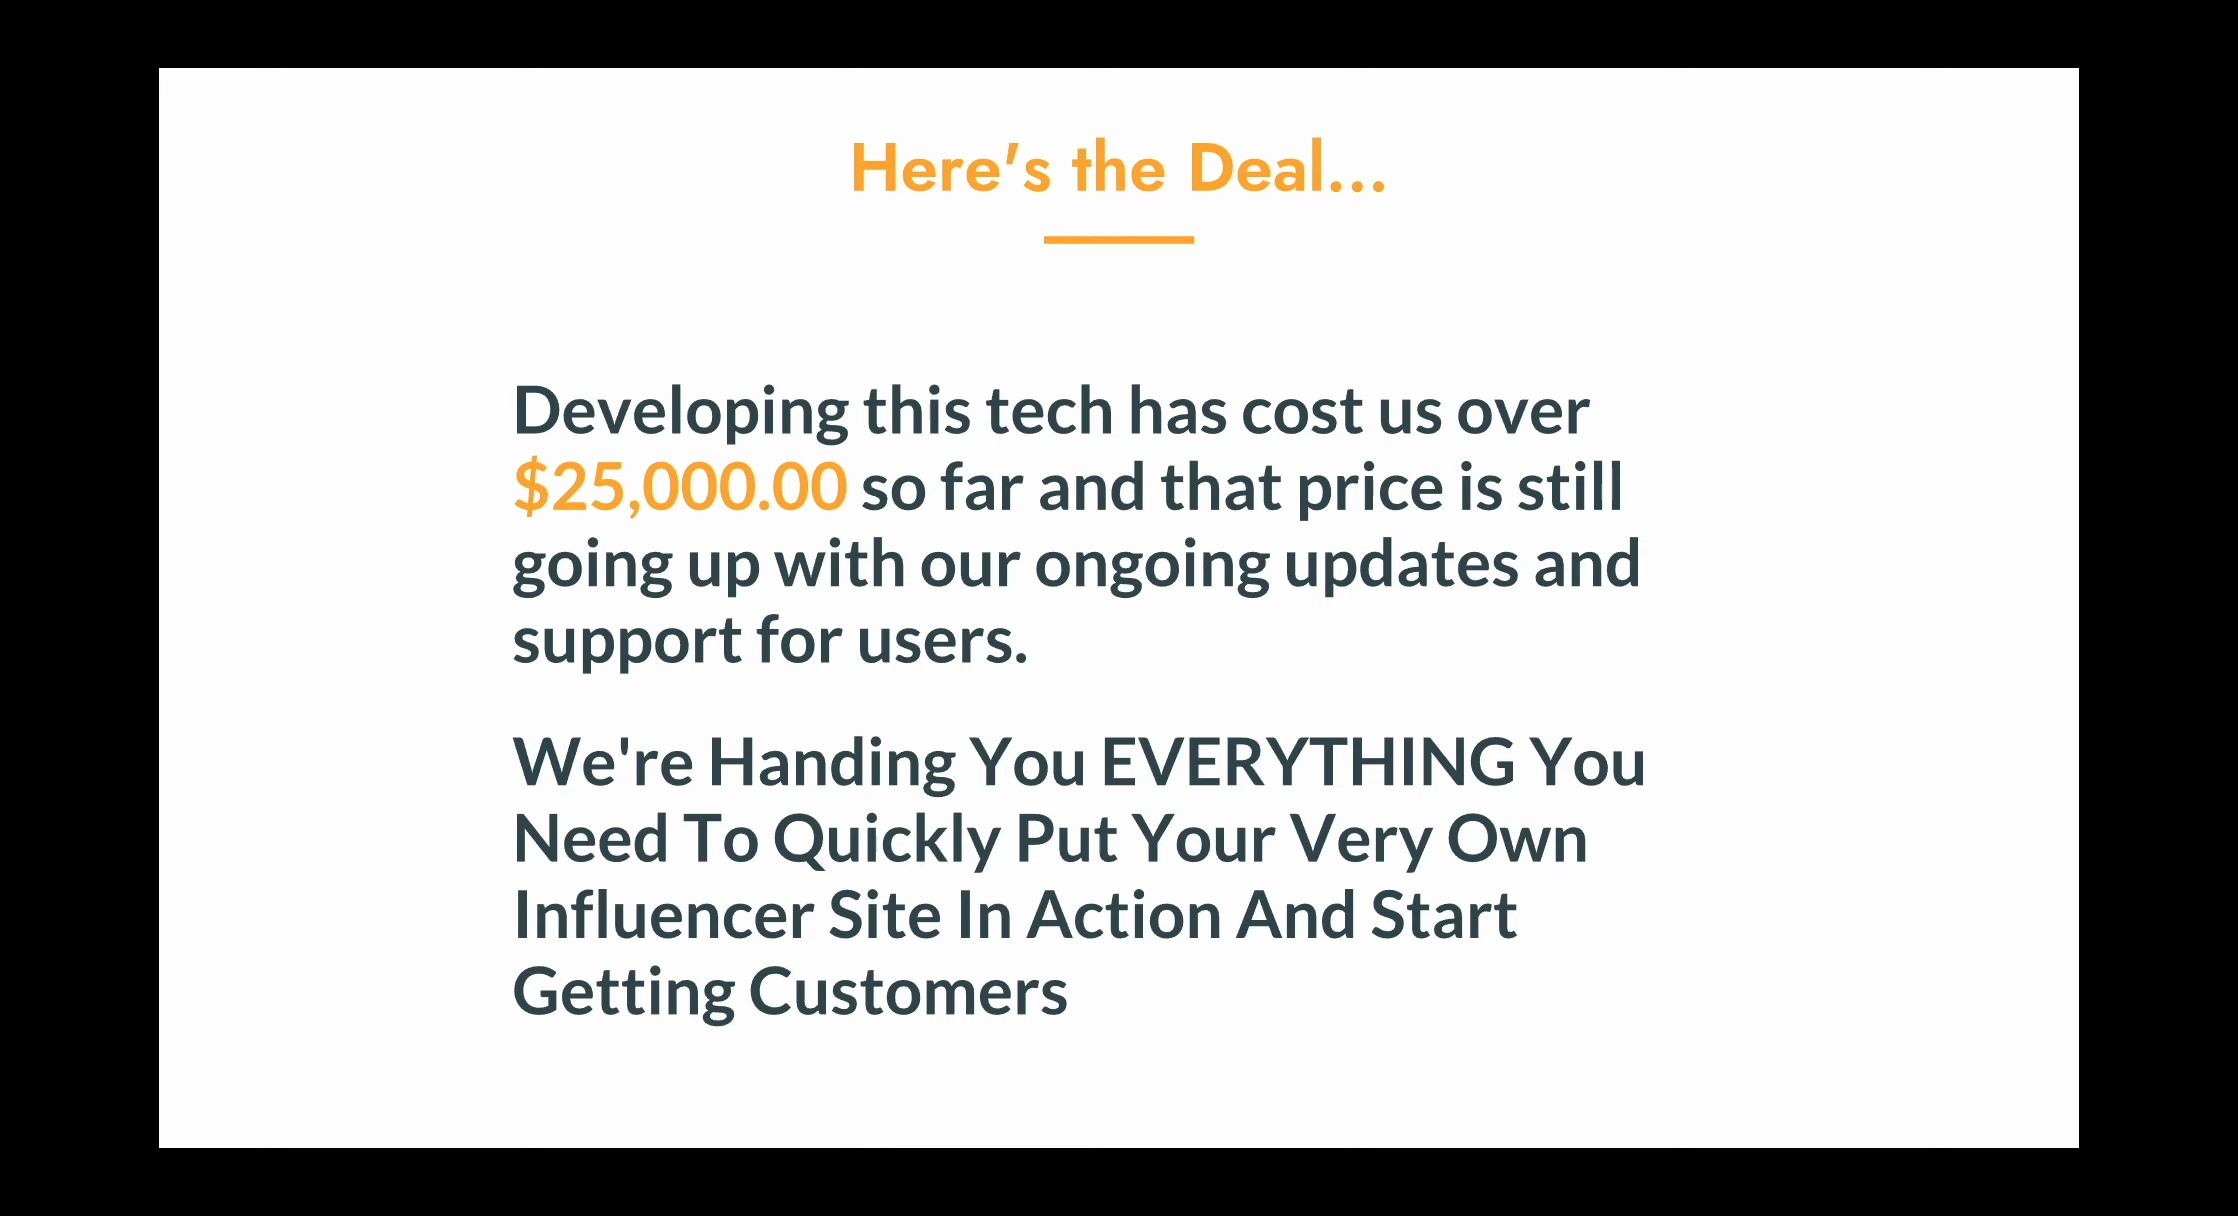 Here's the Deal...
Developing this tech has cost us over
$25,000.00 so far and that price is still
going up with our ongoing updates and
support for users.
We're Handing You EVERYTHING You
Need To Quickly Put Your Very Own
Influencer Site In Action And Start
Getting Customers